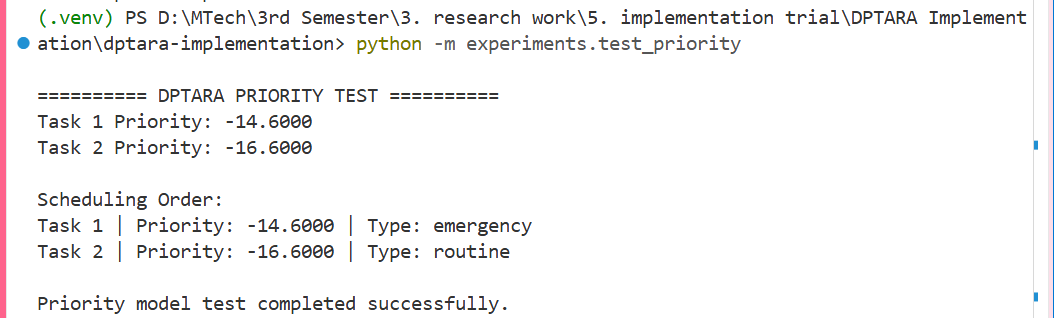 (.venv) PS D:\MTech\3rd Semester\3. research work\5. implementation trial\DPTARA Implement
ation\dptara-implementation> python -m experiments.test_priority
========== DPTARA PRIORITY TEST ==========
Task 1 Priority: -14.6000
Task 2 Priority: -16.6000
Scheduling Order:
Task 1 | Priority: -14.6000 | Type: emergency
Task 2 | Priority: -16.6000 | Type: routine
Priority model test completed successfully.